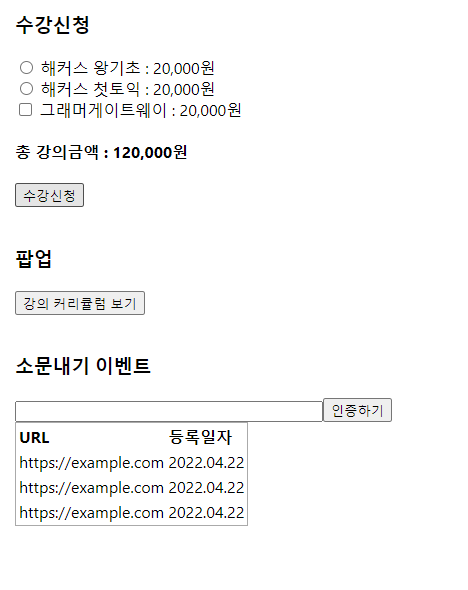 수강신청
해커스 왕기초 : 20,000원
해커스 첫토익 : 20,000원
그래머게이트웨이 : 20,000원
총 강의금액 : 120,000원
수강신청
팝업
강의 커리큘럼 보기
소문내기 이벤트
인증하기
URL 등록일자
https://example.com 2022.04.22
https://example.com 2022.04.22
https://example.com 2022.04.22